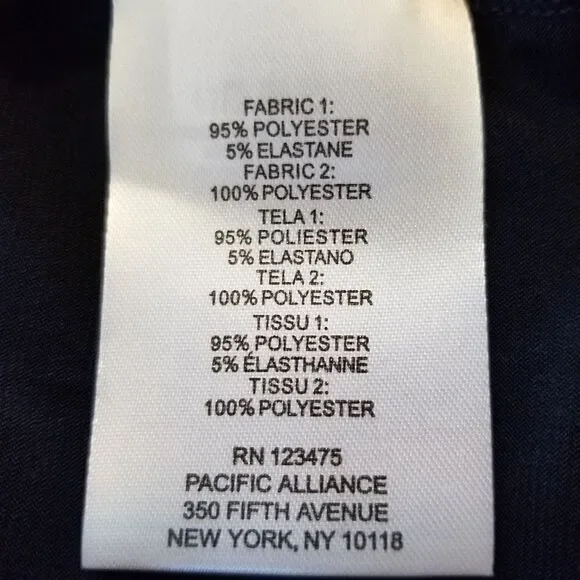 FABRIC 1:
95% POLYESTER
5% ELASTANE
FABRIC 2:
100% POLYESTER
TELA 1:
95% POLIESTER
5% ELASTANO
TELA 2:
100% POLYESTER
TISSU 1:
95% POLYESTER
5% ÉLASTHANNE
TISSU 2:
100% POLYESTER
RN 123475
PACIFIC ALLIANCE
350 FIFTH AVENUE
NEW YORK, NY 10118